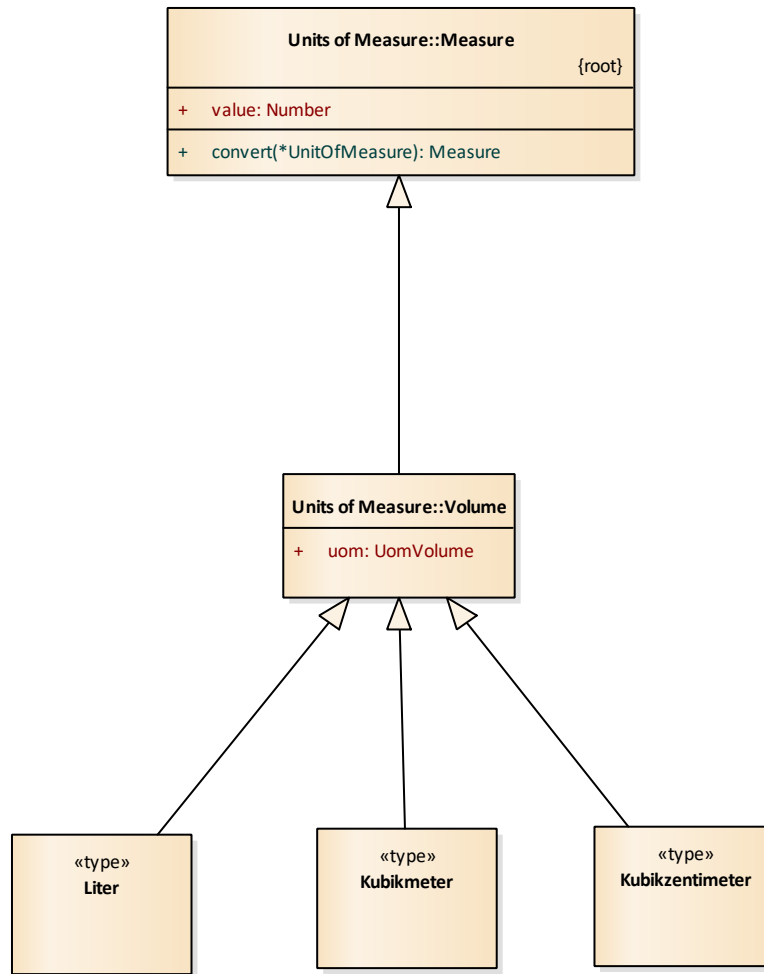 Units of Measure::Measure
{root}
+ value: Number
+ convert(*UnitOfMeasure): Measure
Units of Measure::Volume
+ uom: UomVolume
«type»
Liter
«type»
Kubikmeter
«type»
Kubikzentimeter